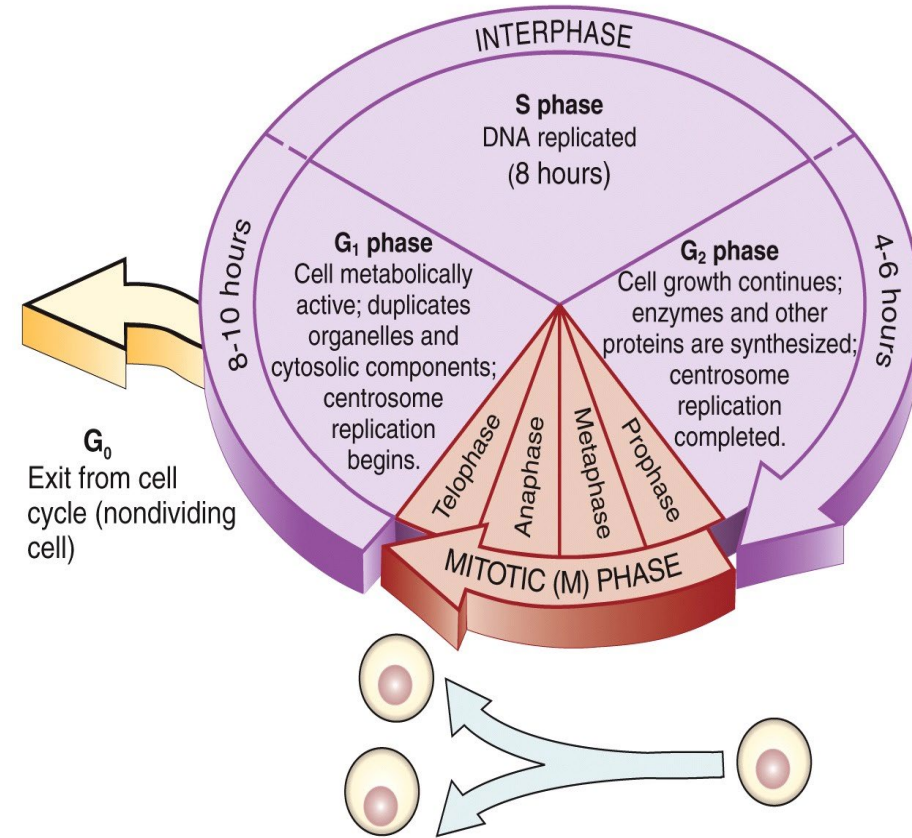 INTERPHASE
S phase
DNA replicated
(8 hours)
8-10 hours
G₁ phase
Cell metabolically
active; duplicates
organelles and
cytosolic components;
centrosome
replication
begins.
G₂ phase
Cell growth continues;
enzymes and other
proteins are synthesized;
centrosome
replication
completed.
4-6 hours
G₀
Exit from cell
cycle (nondividing
cell)
Telophase
Anaphase
Metaphase
Prophase
MITOTIC (M) PHASE